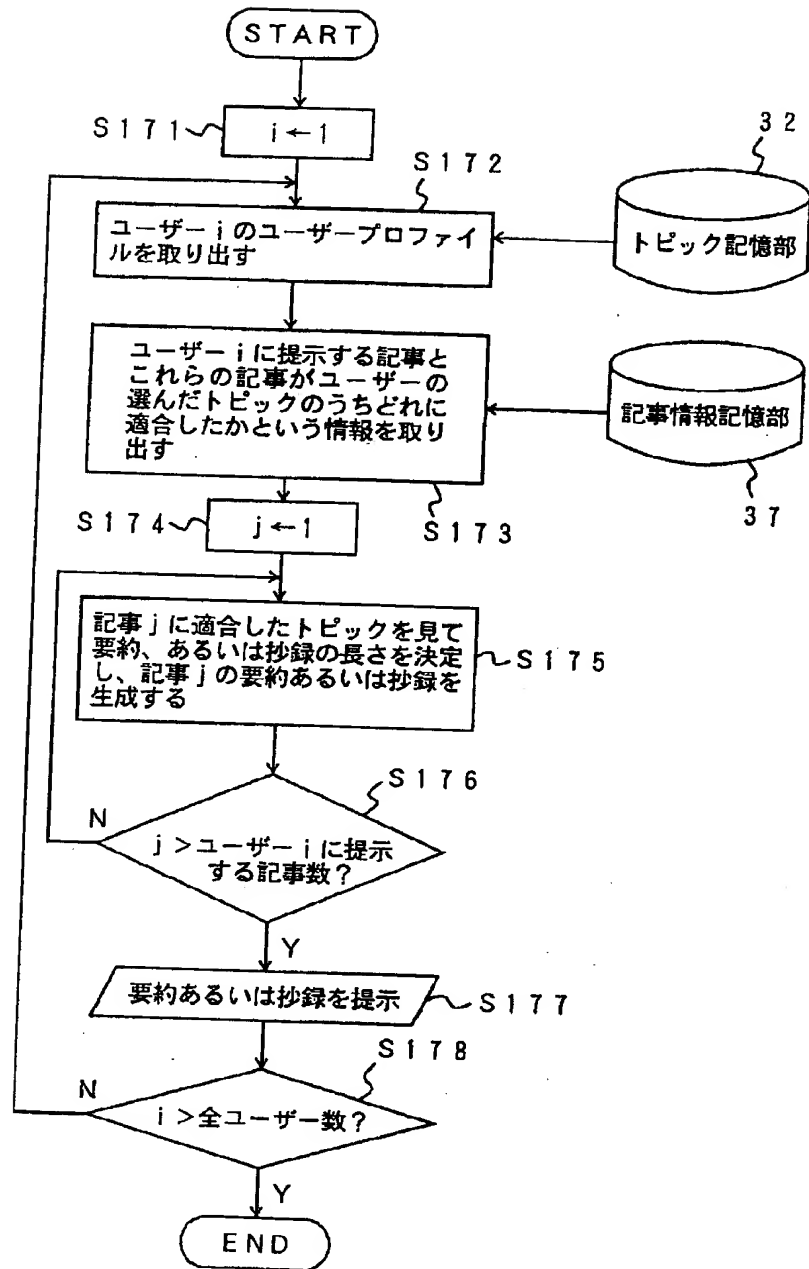 START
S171
i←1
32
S172
ユーザーiのユーザープロファイ
ルを取り出す
トピック記憶部
ユーザーiに提示する記事と
これらの記事がユーザーの
選んだトピックのうちどれに
適合したかという情報を取り
出す
記事情報記憶部
37
S173
S174
j←1
記事jに適合したトピックを見て
要約、あるいは抄録の長さを決定
し、記事jの要約あるいは抄録を
生成する
S175
S176
N
j>ユーザーiに提示
する記事数?
Y
要約あるいは抄録を提示
S177
S178
N
i>全ユーザー数?
Y
END